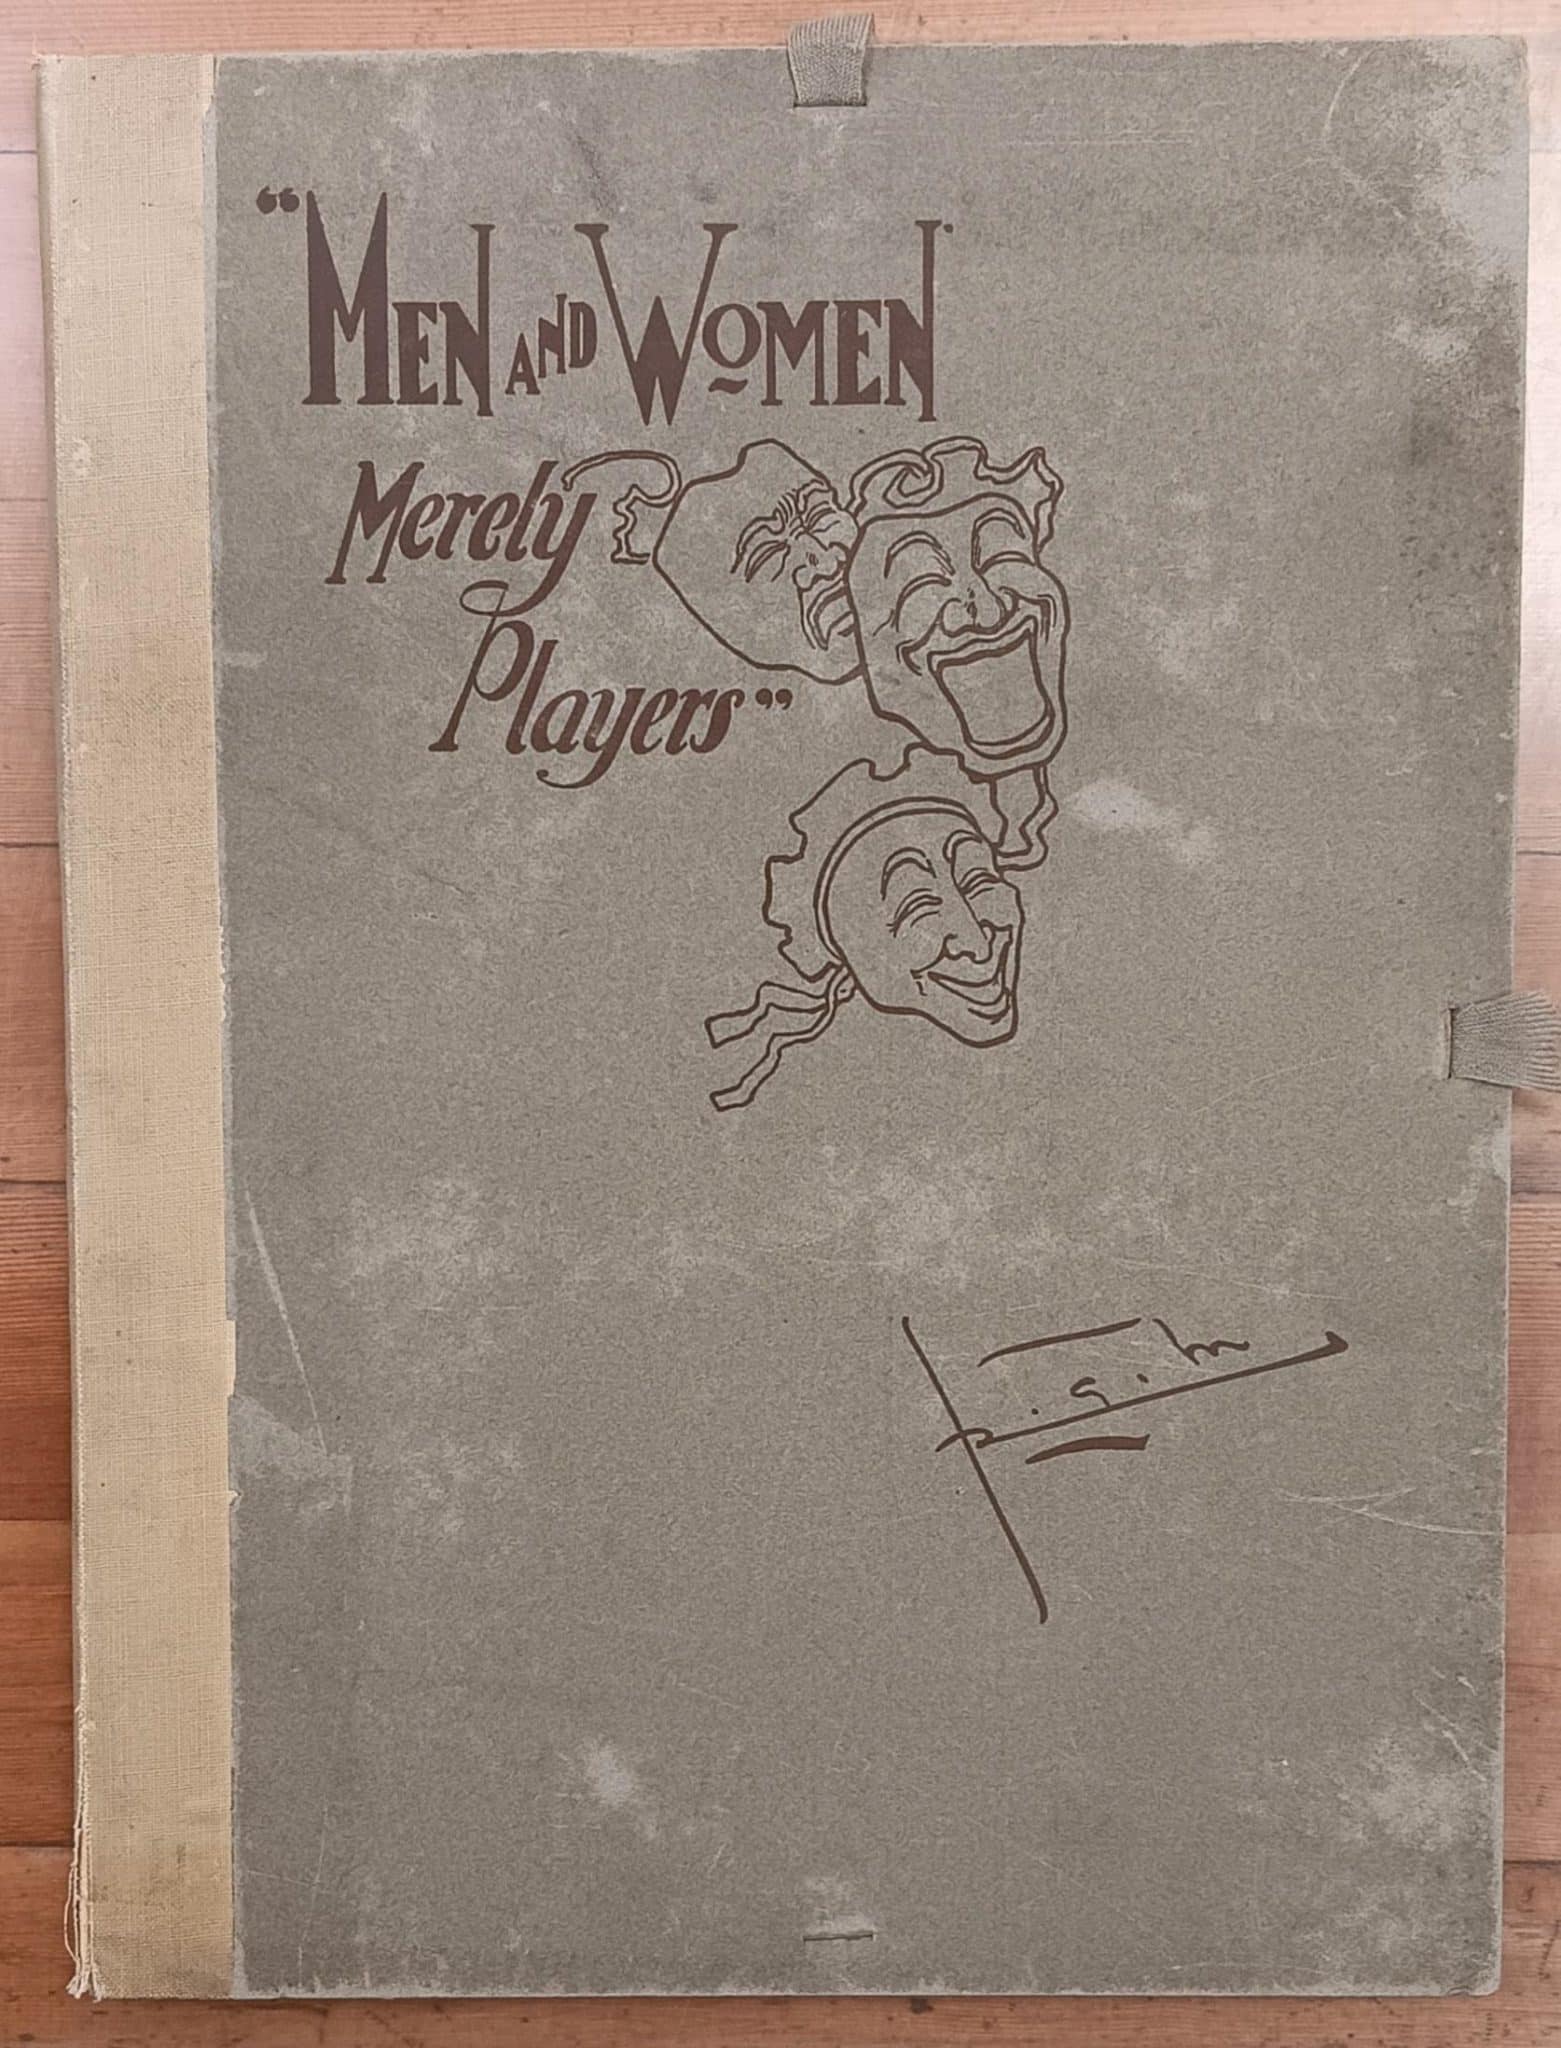 “MEN AND WOMEN
Merely
Players”